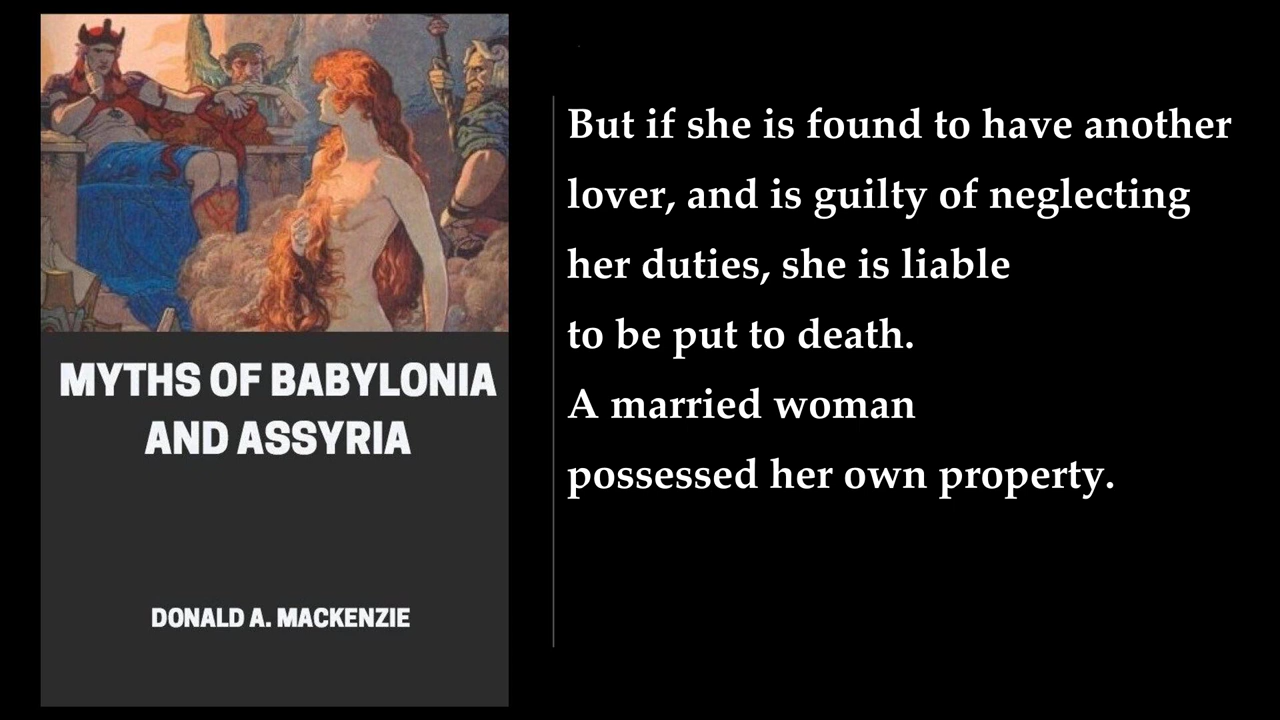 MYTHS OF BABYLONIA
AND ASSYRIA
DONALD A. MACKENZIE
But if she is found to have another
lover, and is guilty of neglecting
her duties, she is liable
to be put to death.
A married woman
possessed her own property.